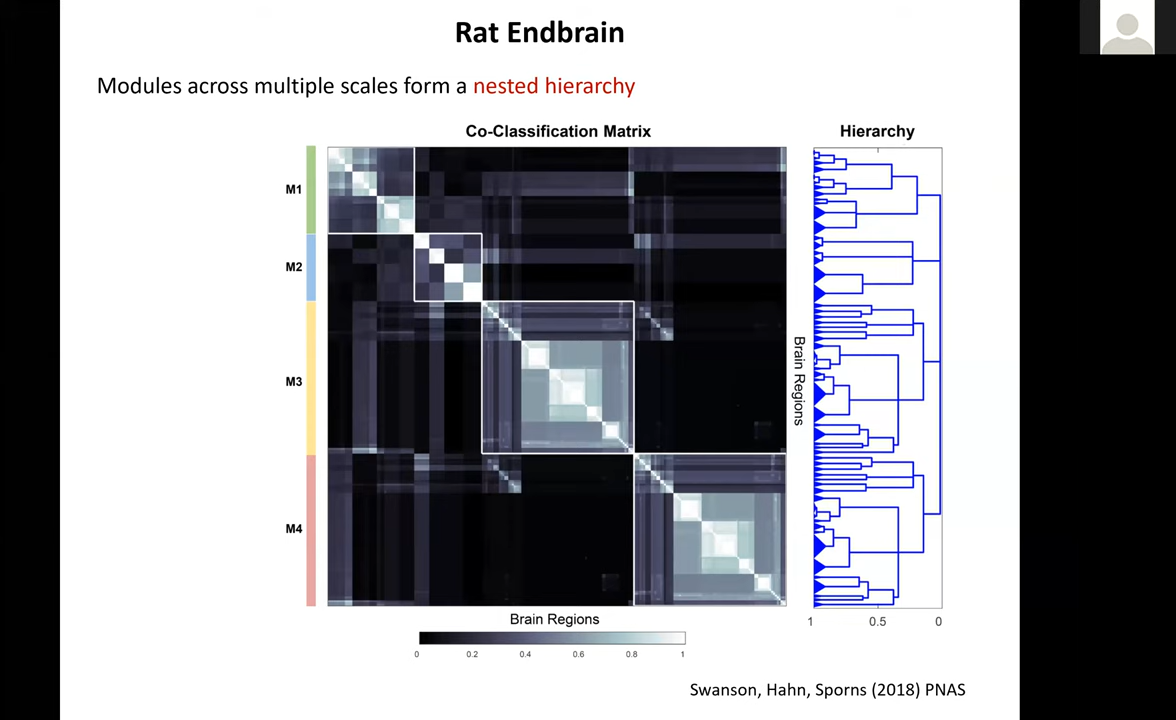 Rat Endbrain
Modules across multiple scales form a nested hierarchy
Co-Classification Matrix
Hierarchy
M1
M2
M3
M4
Brain Regions
Brain Regions
0 0.2 0.4 0.6 0.8 1
1 0.5 0
Swanson, Hahn, Sporns (2018) PNAS